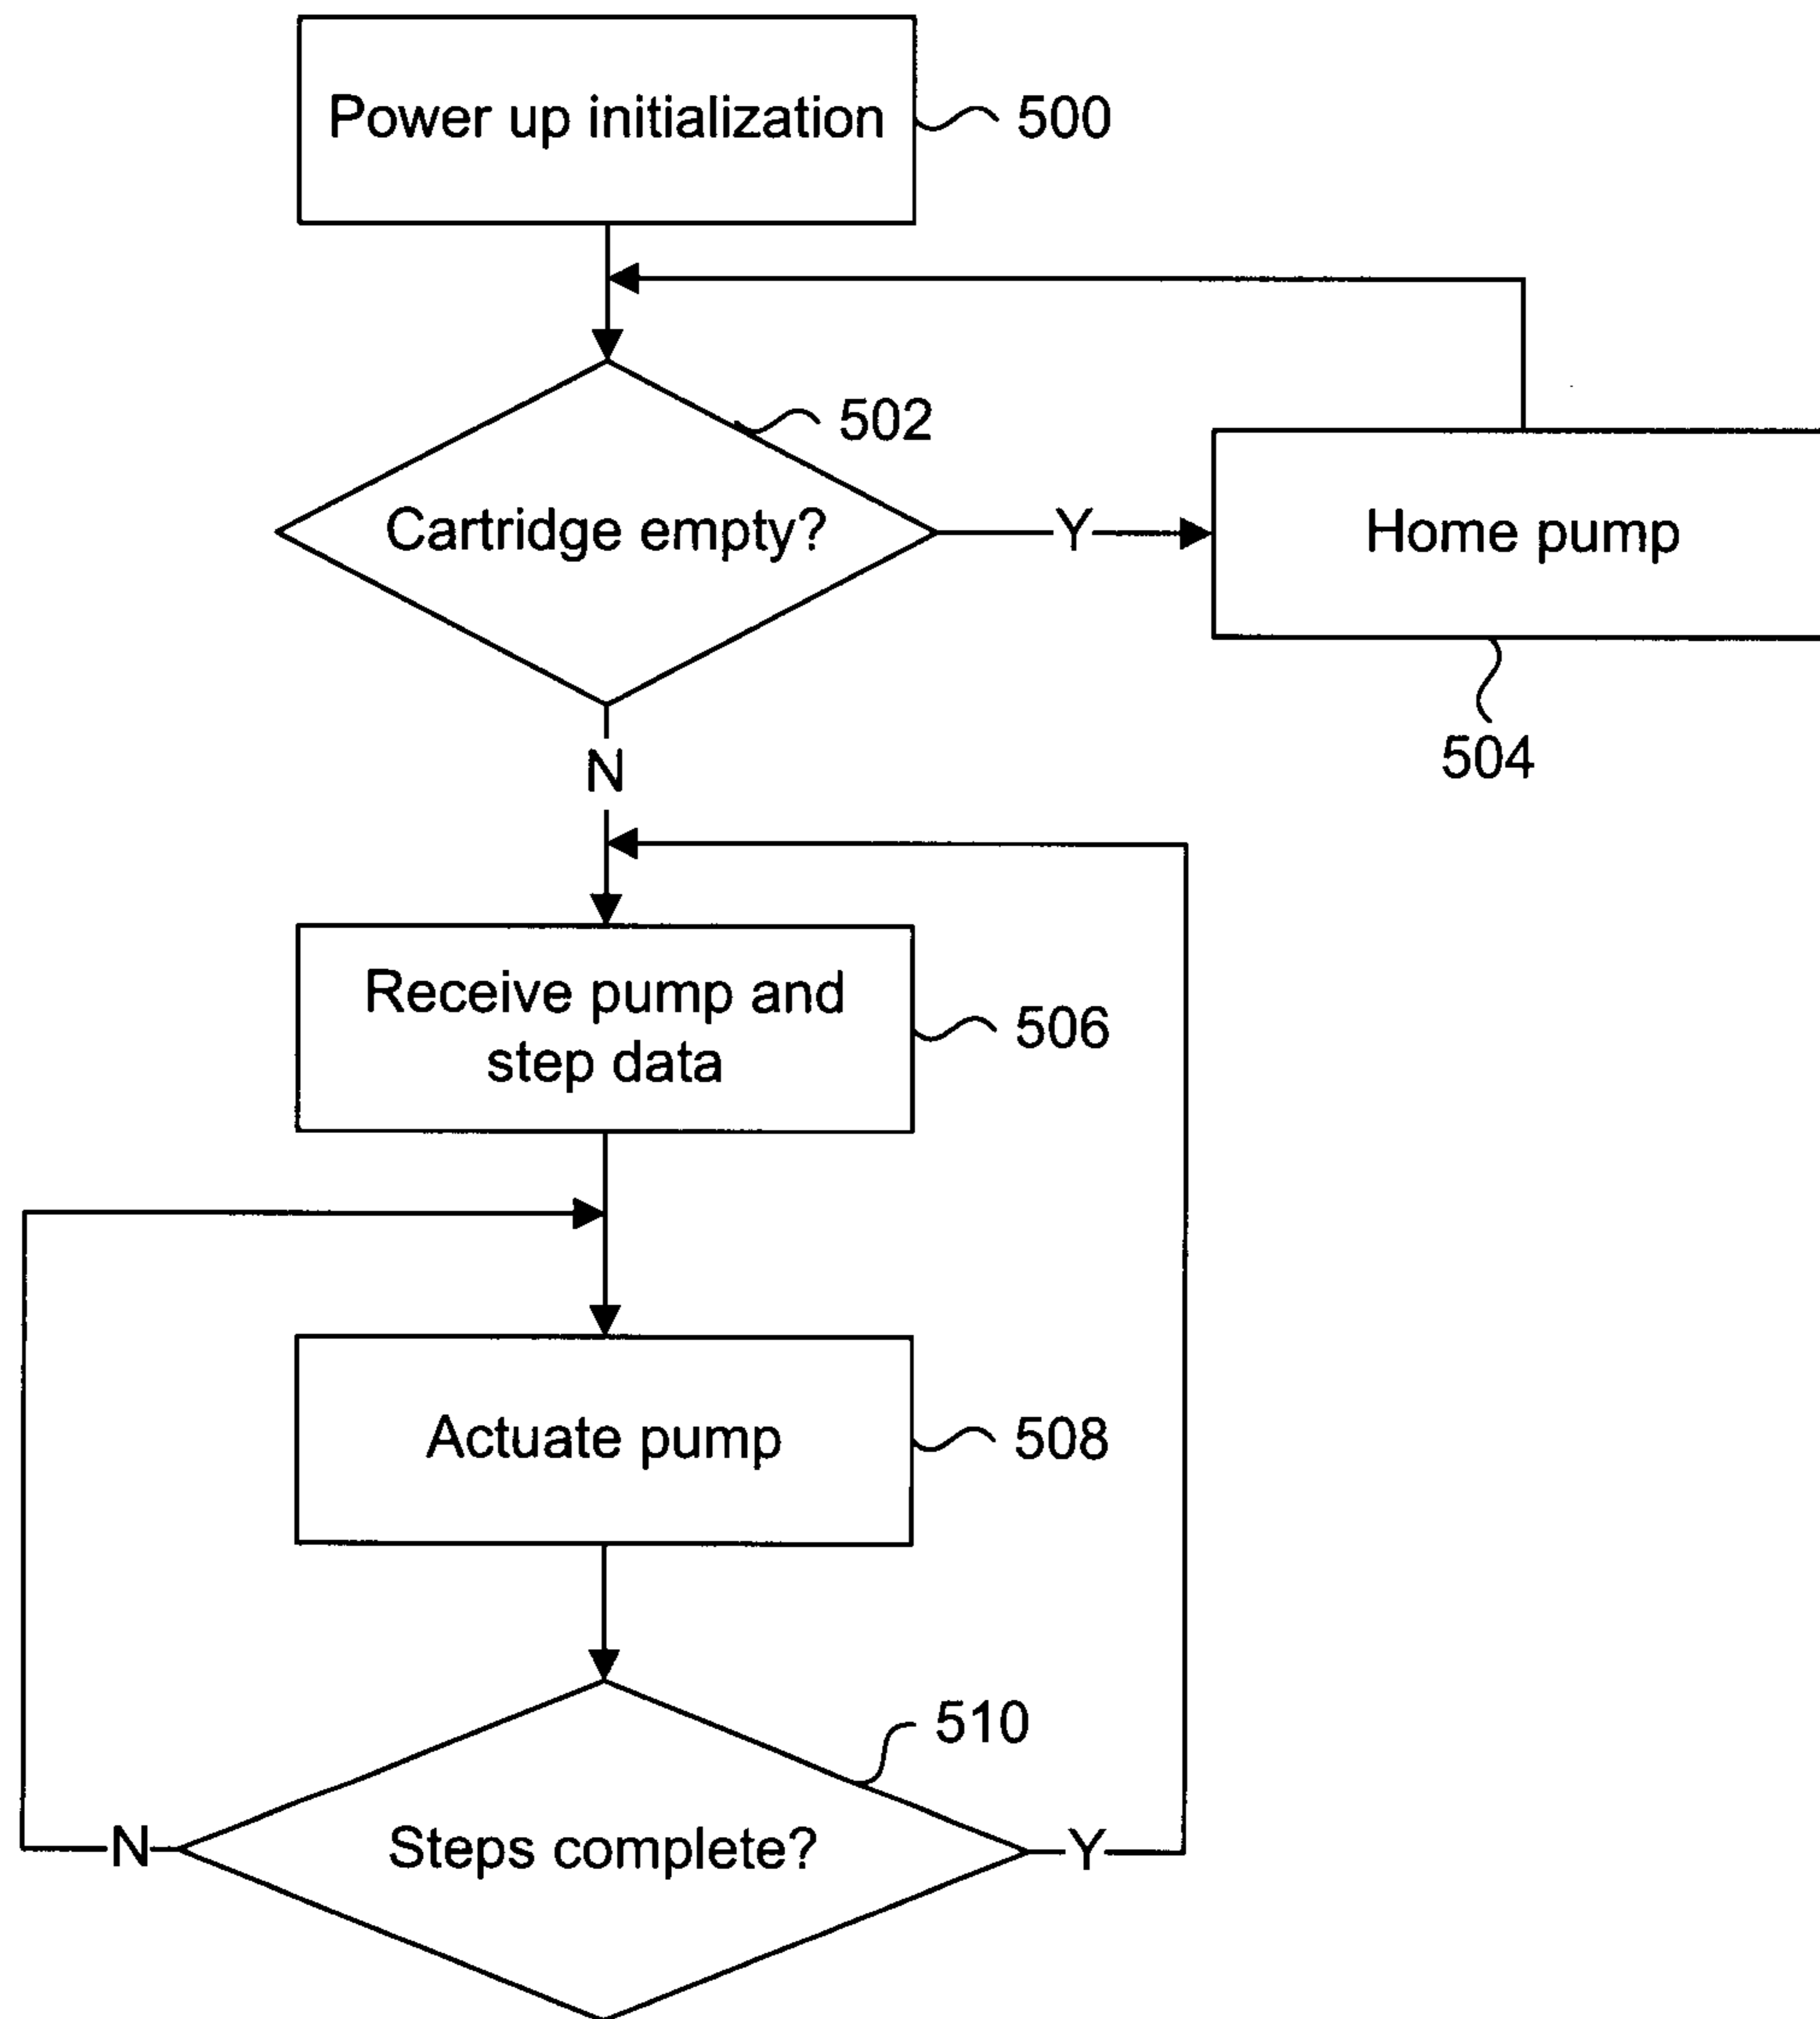 Power up initialization
500
502
Cartridge empty?
Y
Home pump
504
N
Receive pump and
step data
506
Actuate pump
508
510
N
Steps complete?
Y